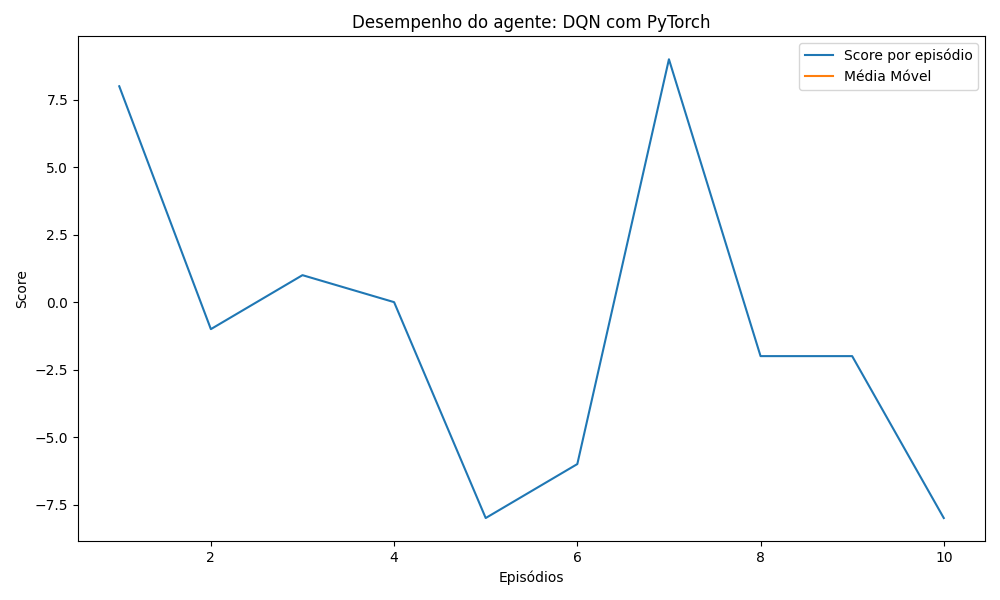 Desempenho do agente: DQN com PyTorch
Score por episódio
Média Móvel
7.5
5.0
2.5
0.0
−2.5
−5.0
−7.5
Score
2
4
6
8
10
Episódios